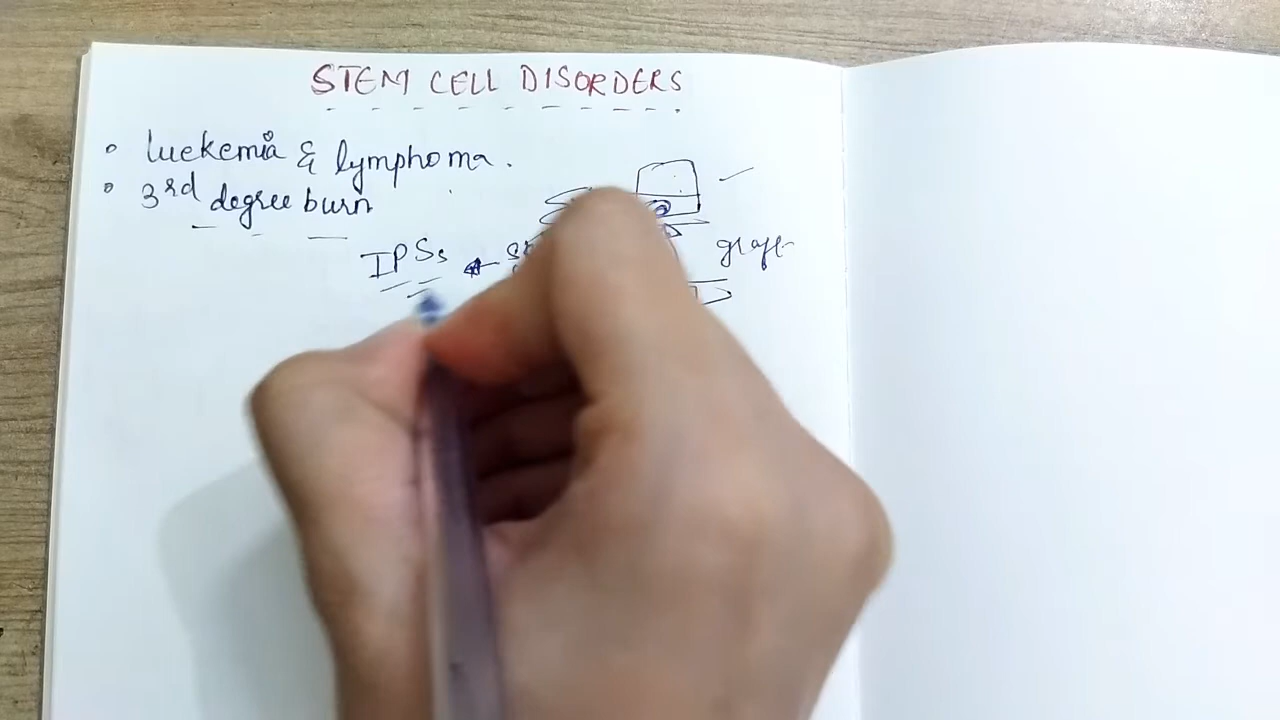 STEM CELL DISORDERS
luekemia & lymphoma.
3rd degree burn
IPSs
graft